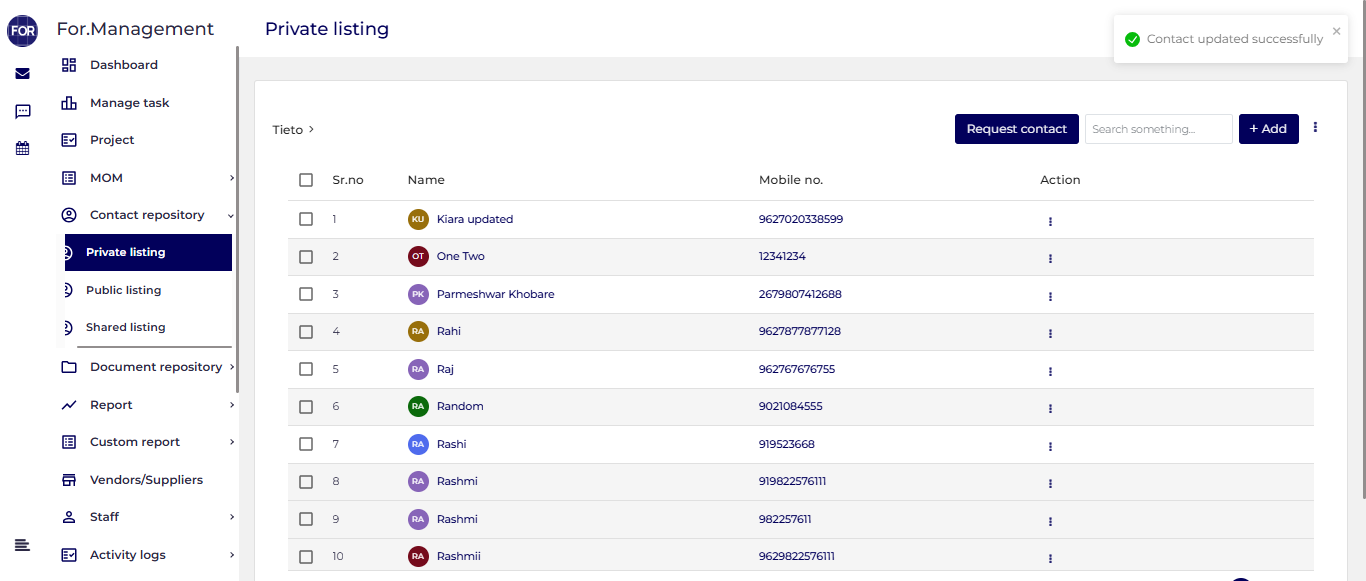 FOR For.Management
Private listing
Contact updated successfully
Dashboard
Manage task
Project
MOM
Contact repository
Private listing
Public listing
Shared listing
Document repository
Report
Custom report
Vendors/Suppliers
Staff
Activity logs
Tieto >
Request contact
Search something...
+ Add
Sr.no Name Mobile no. Action
1 KU Kiara updated 9627020338599
2 OT One Two 12341234
3 PK Parmeshwar Khobare 2679807412688
4 RA Rahi 9627877877128
5 RA Raj 962767676755
6 RA Random 9021084555
7 RA Rashi 919523668
8 RA Rashmi 919822576111
9 RA Rashmi 982257611
10 RA Rashmii 9629822576111